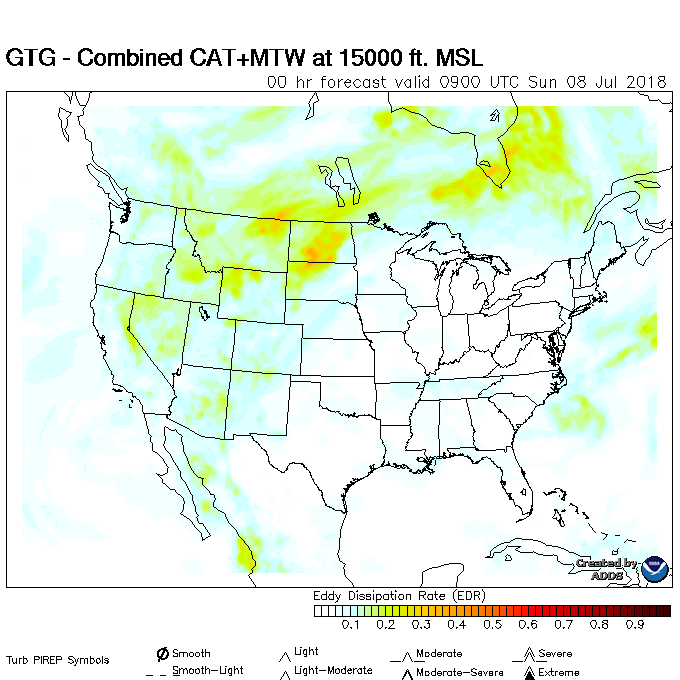 GTG - Combined CAT+MTW at 15000 ft. MSL
00 hr forecast valid 0900 UTC Sun 08 Jul 2018
Created by
ADDS
Eddy Dissipation Rate (EDR)
0.1 0.2 0.3 0.4 0.5 0.6 0.7 0.8 0.9
Turb PIREP Symbols
Smooth
Smooth-Light
Light
Light-Moderate
Moderate
Moderate-Severe
Severe
Extreme